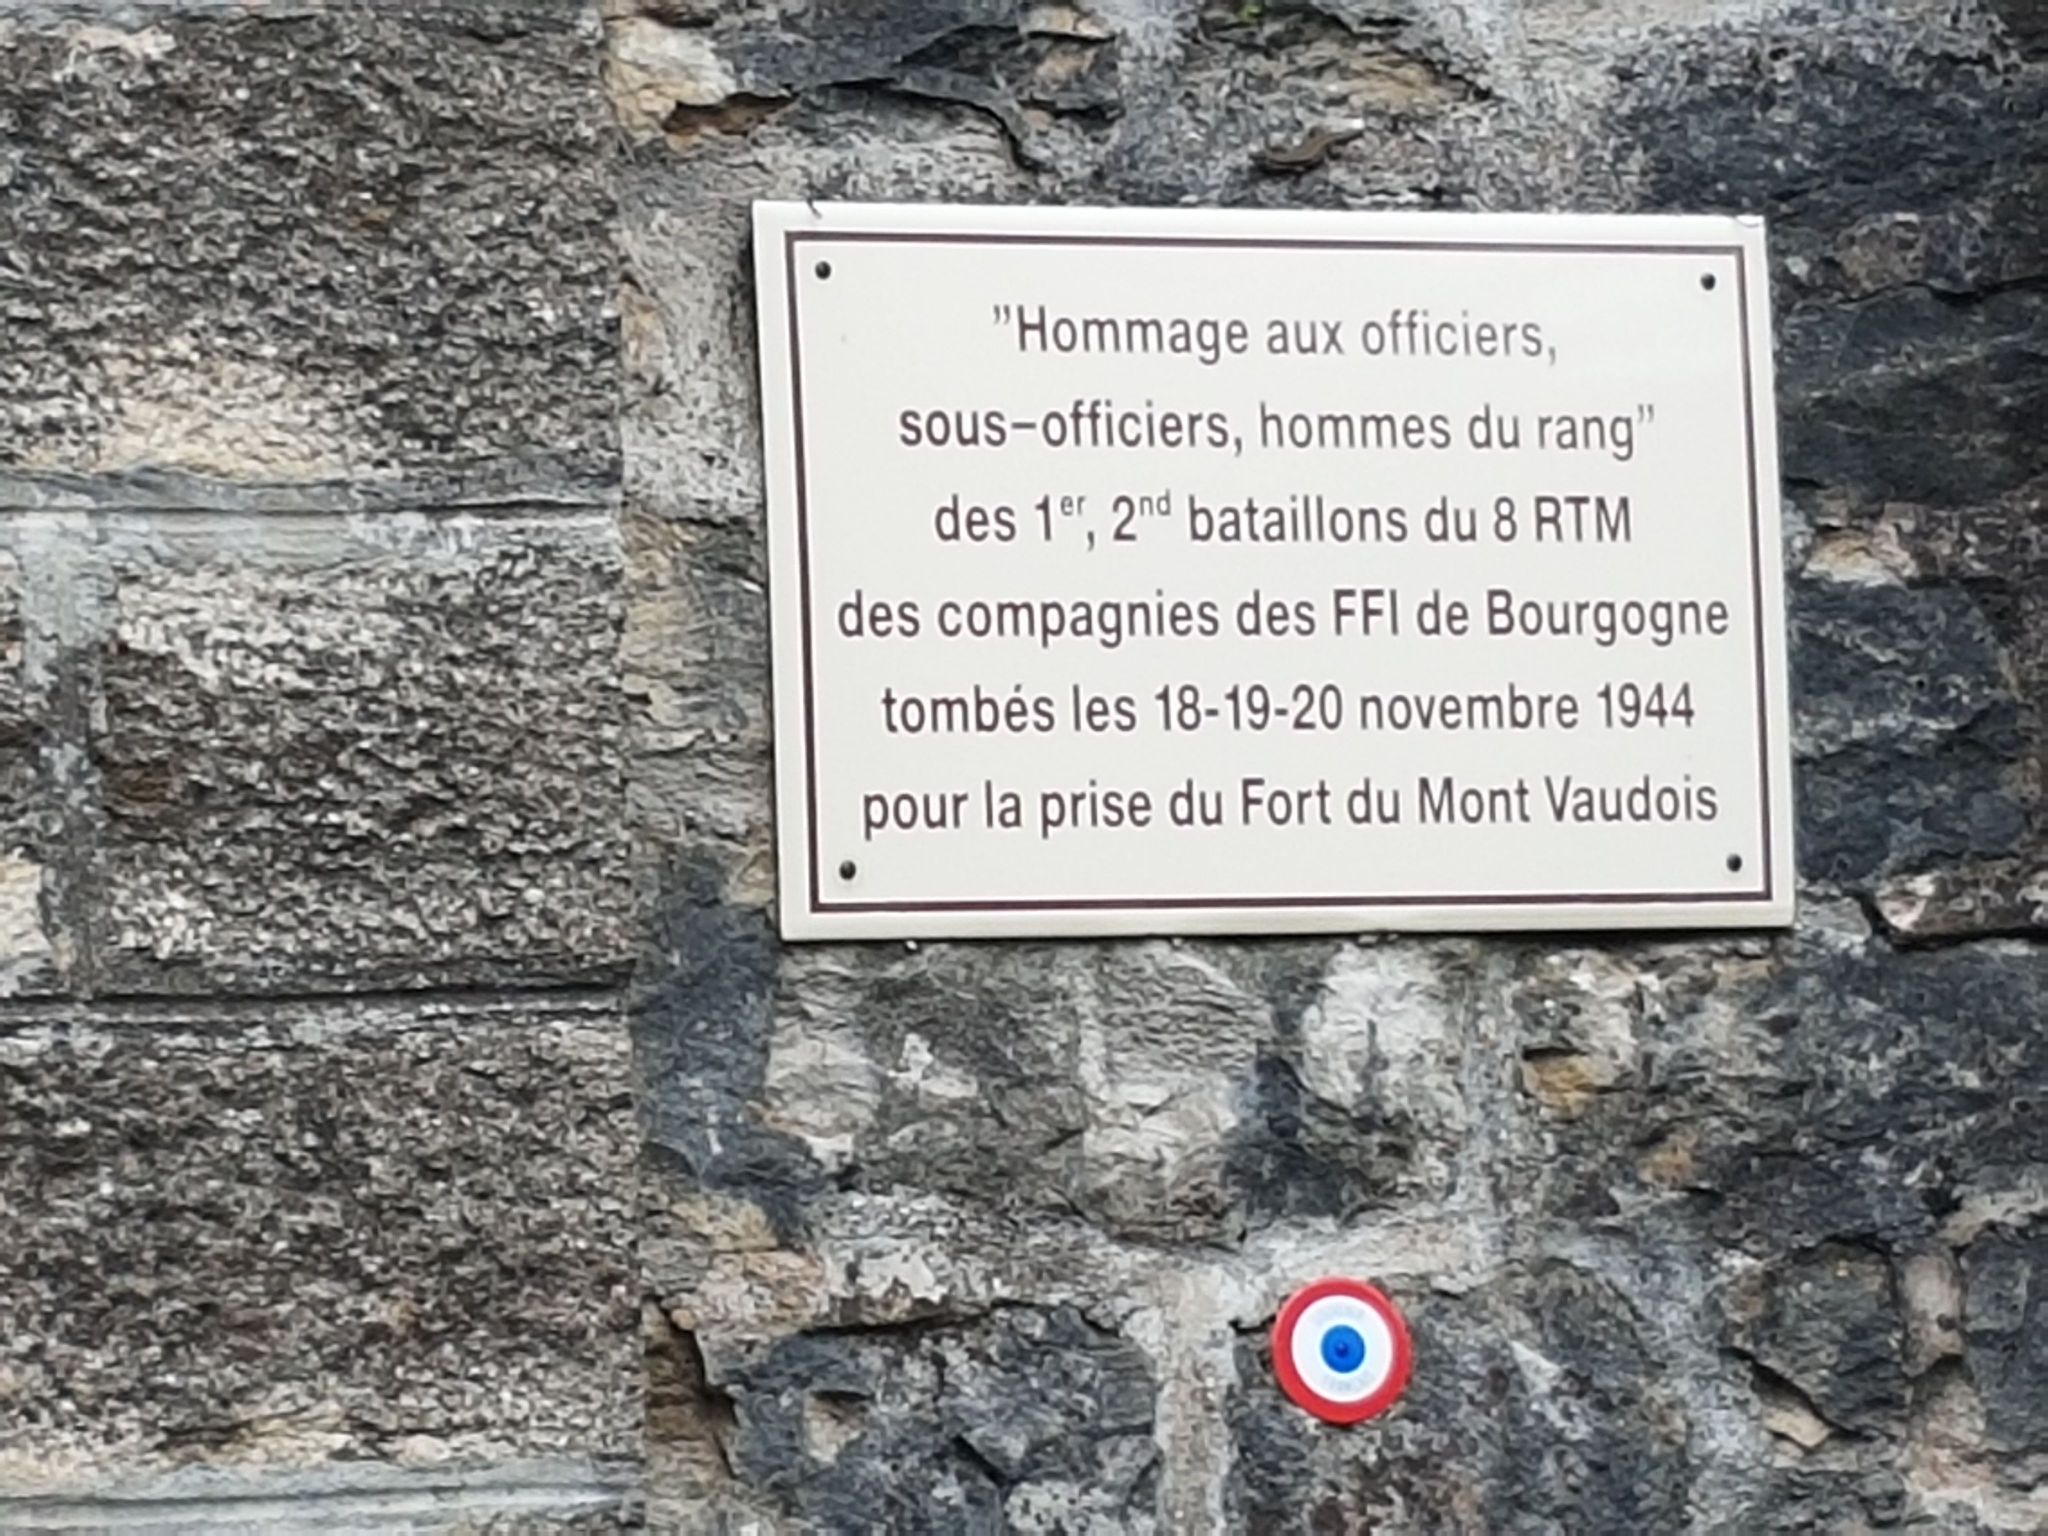 ”Hommage aux officiers,
sous-officiers, hommes du rang”
des 1er, 2nd bataillons du 8 RTM
des compagnies des FFI de Bourgogne
tombés les 18-19-20 novembre 1944
pour la prise du Fort du Mont Vaudois